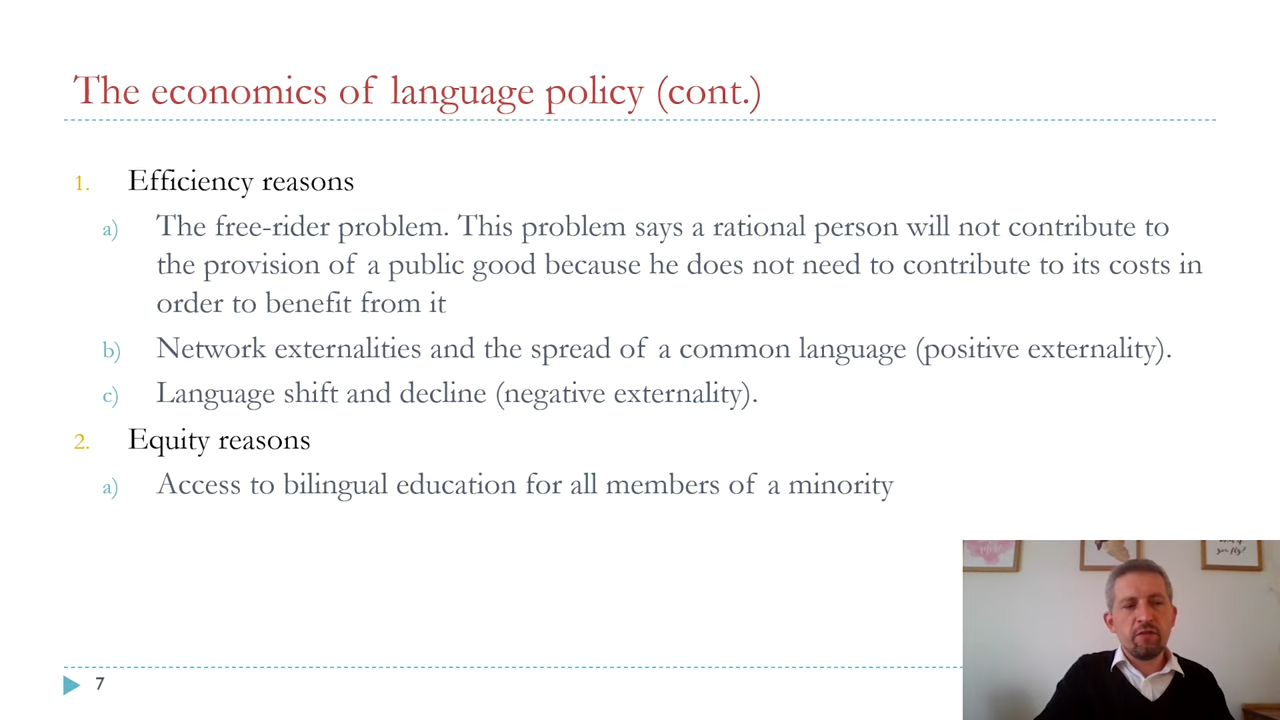 The economics of language policy (cont.)
1. Efficiency reasons
a) The free-rider problem. This problem says a rational person will not contribute to
the provision of a public good because he does not need to contribute to its costs in
order to benefit from it
b) Network externalities and the spread of a common language (positive externality).
c) Language shift and decline (negative externality).
2. Equity reasons
a) Access to bilingual education for all members of a minority
7